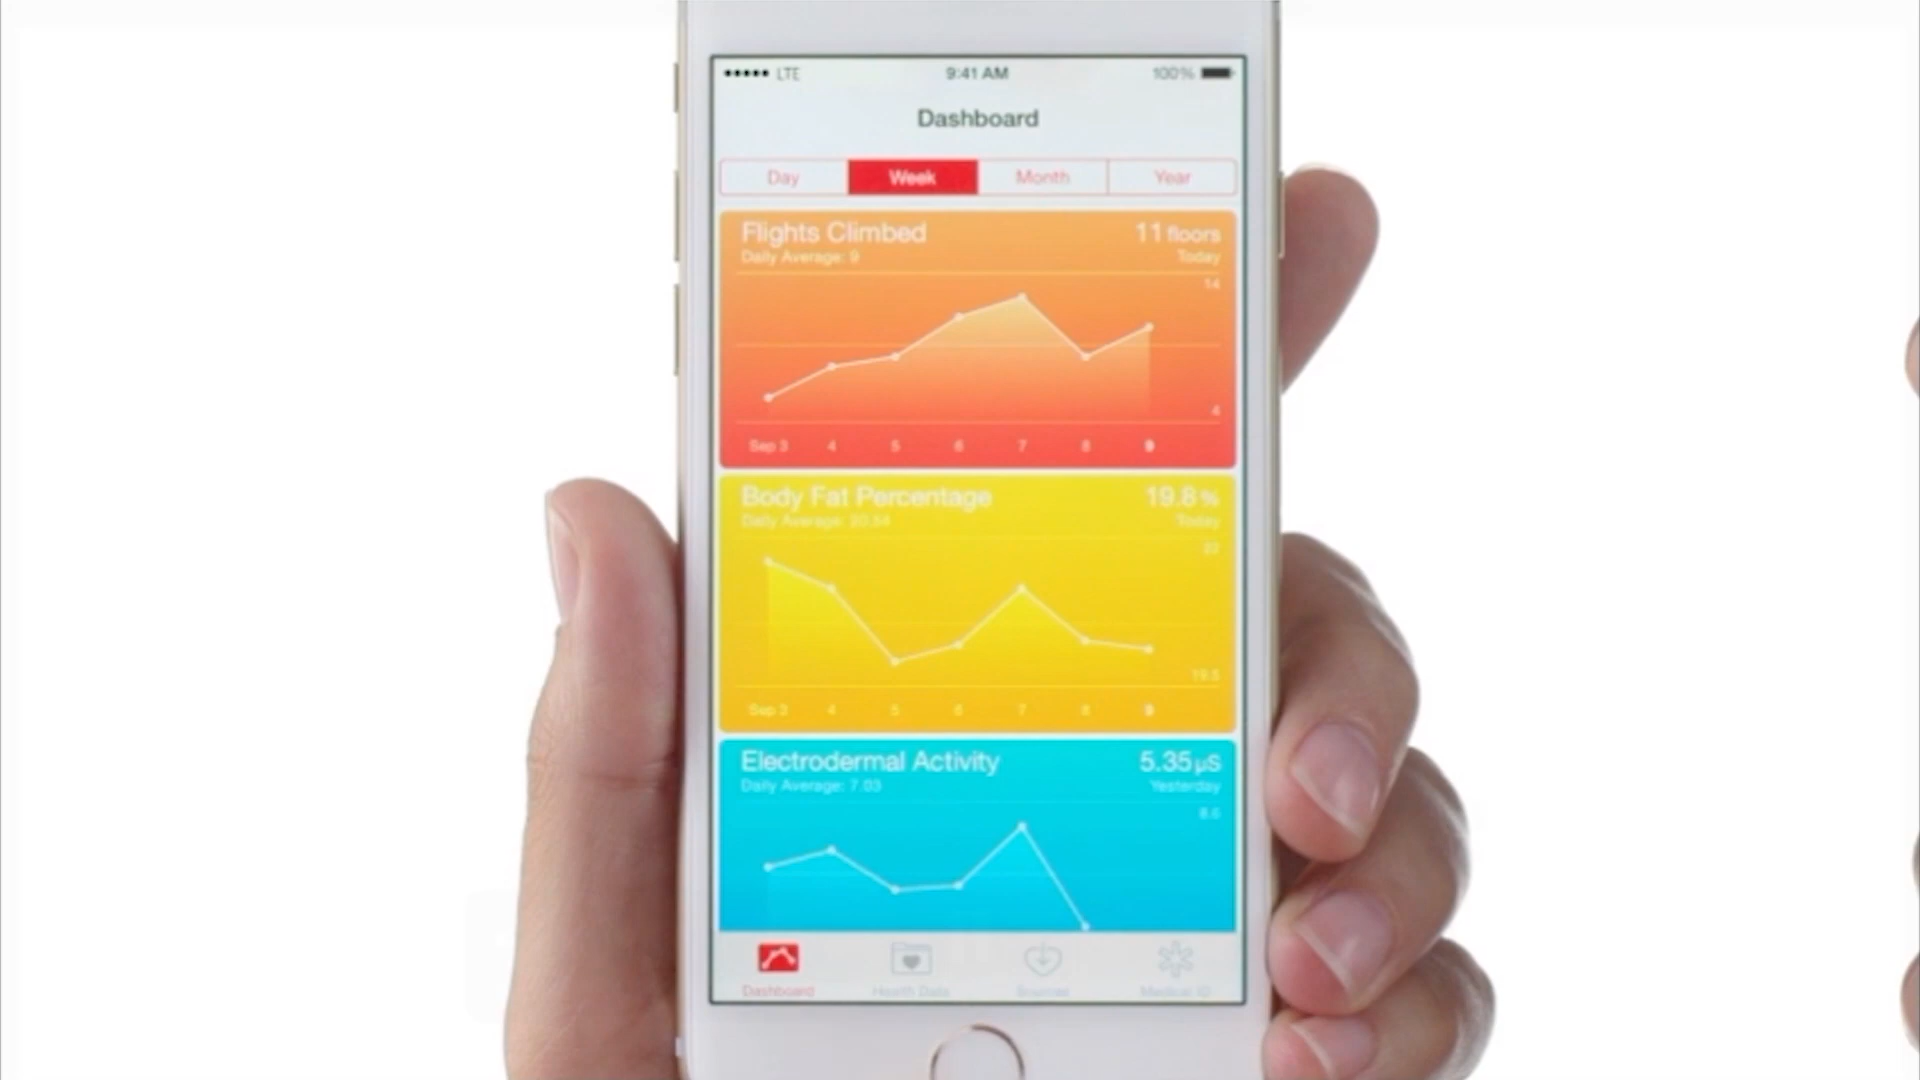 LTE 9:41 AM 100%
Dashboard
Day Week Month Year
Flights Climbed 11 floors
Daily Average: 9 Today
14
4
Sep 3 4 5 6 7 8 9
Body Fat Percentage 19.8 %
Daily Average: 20.54 Today
22
19.5
Sep 3 4 5 6 7 8 9
Electrodermal Activity 5.35 µS
Daily Average: 7.03 Yesterday
8.6
Dashboard Health Data Sources Medical ID